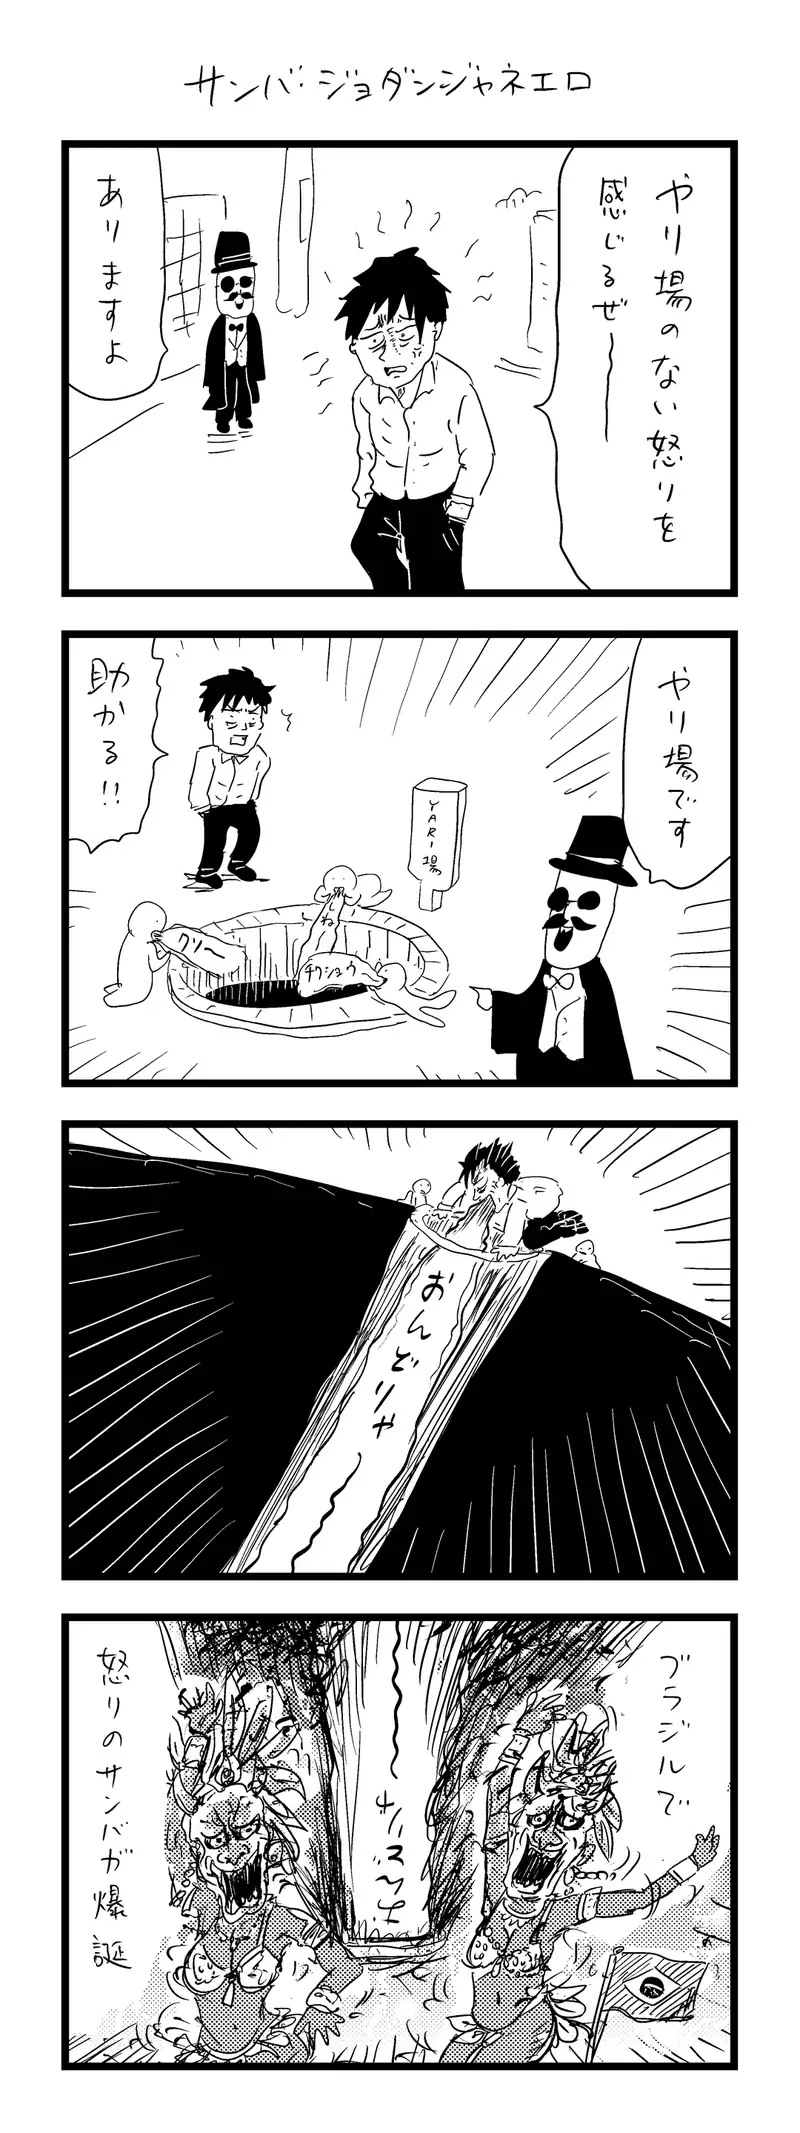 サンバ・ジョダンジャネエロ
やり場のない怒りを
感じるぜー
ありますよ
やり場です
YARI場
助かる!!
クソ〜
しね
チクショウ
おんどりゃ〜
ブラジルで
怒りのサンバが爆誕